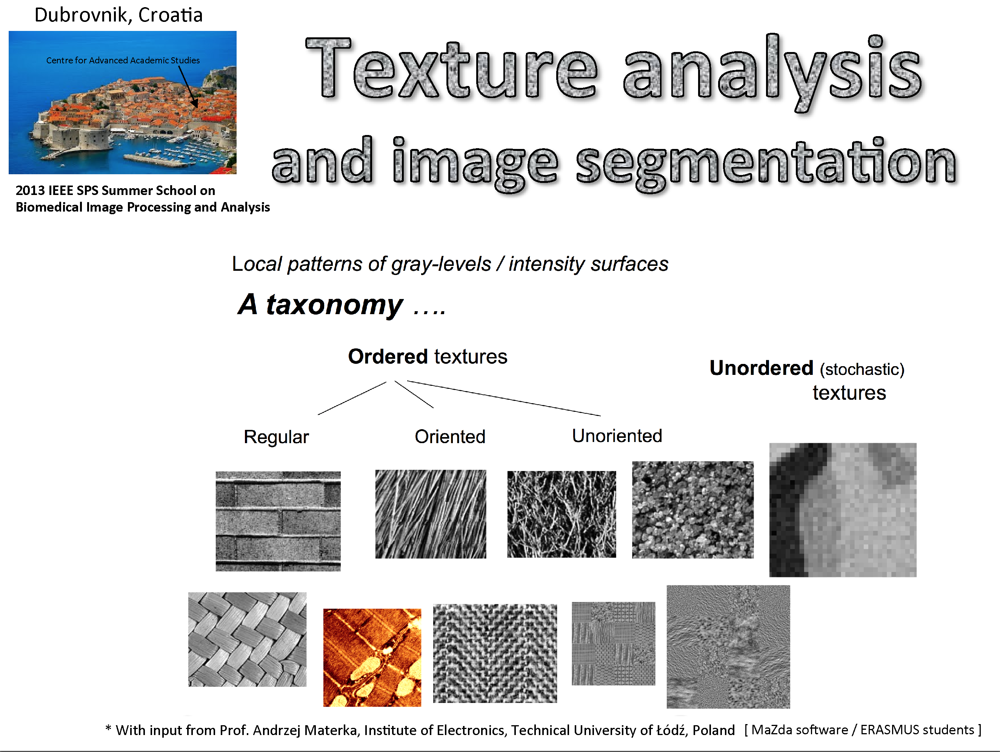 Dubrovnik, Croatia
Centre for Advanced Academic Studies
2013 IEEE SPS Summer School on
Biomedical Image Processing and Analysis
Texture analysis
and image segmentation
Local patterns of gray-levels / intensity surfaces
A taxonomy ....
Ordered textures
Unordered (stochastic)
textures
Regular
Oriented
Unoriented
* With input from Prof. Andrzej Materka, Institute of Electronics, Technical University of Łódź, Poland [ MaZda software / ERASMUS students ]